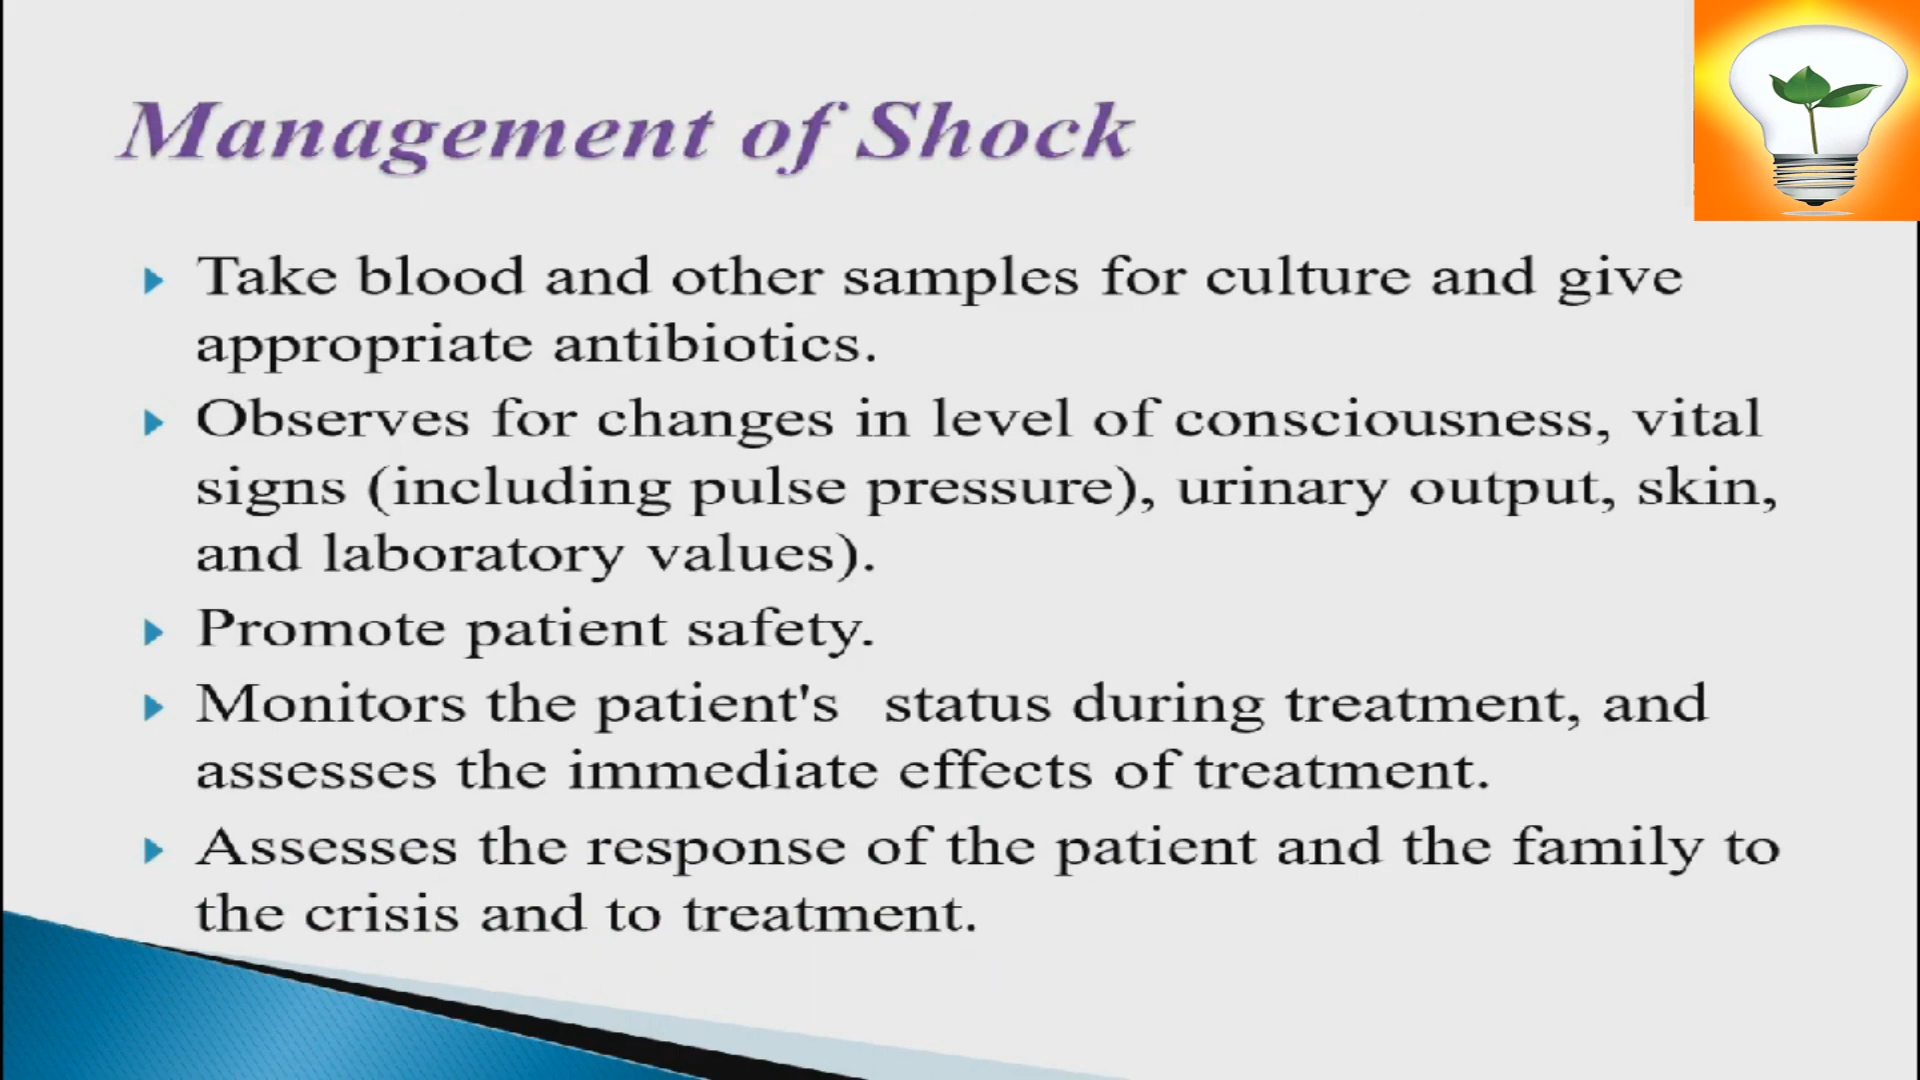 Management of Shock
Take blood and other samples for culture and give
appropriate antibiotics.
Observes for changes in level of consciousness, vital
signs (including pulse pressure), urinary output, skin,
and laboratory values).
Promote patient safety.
Monitors the patient's status during treatment, and
assesses the immediate effects of treatment.
Assesses the response of the patient and the family to
the crisis and to treatment.